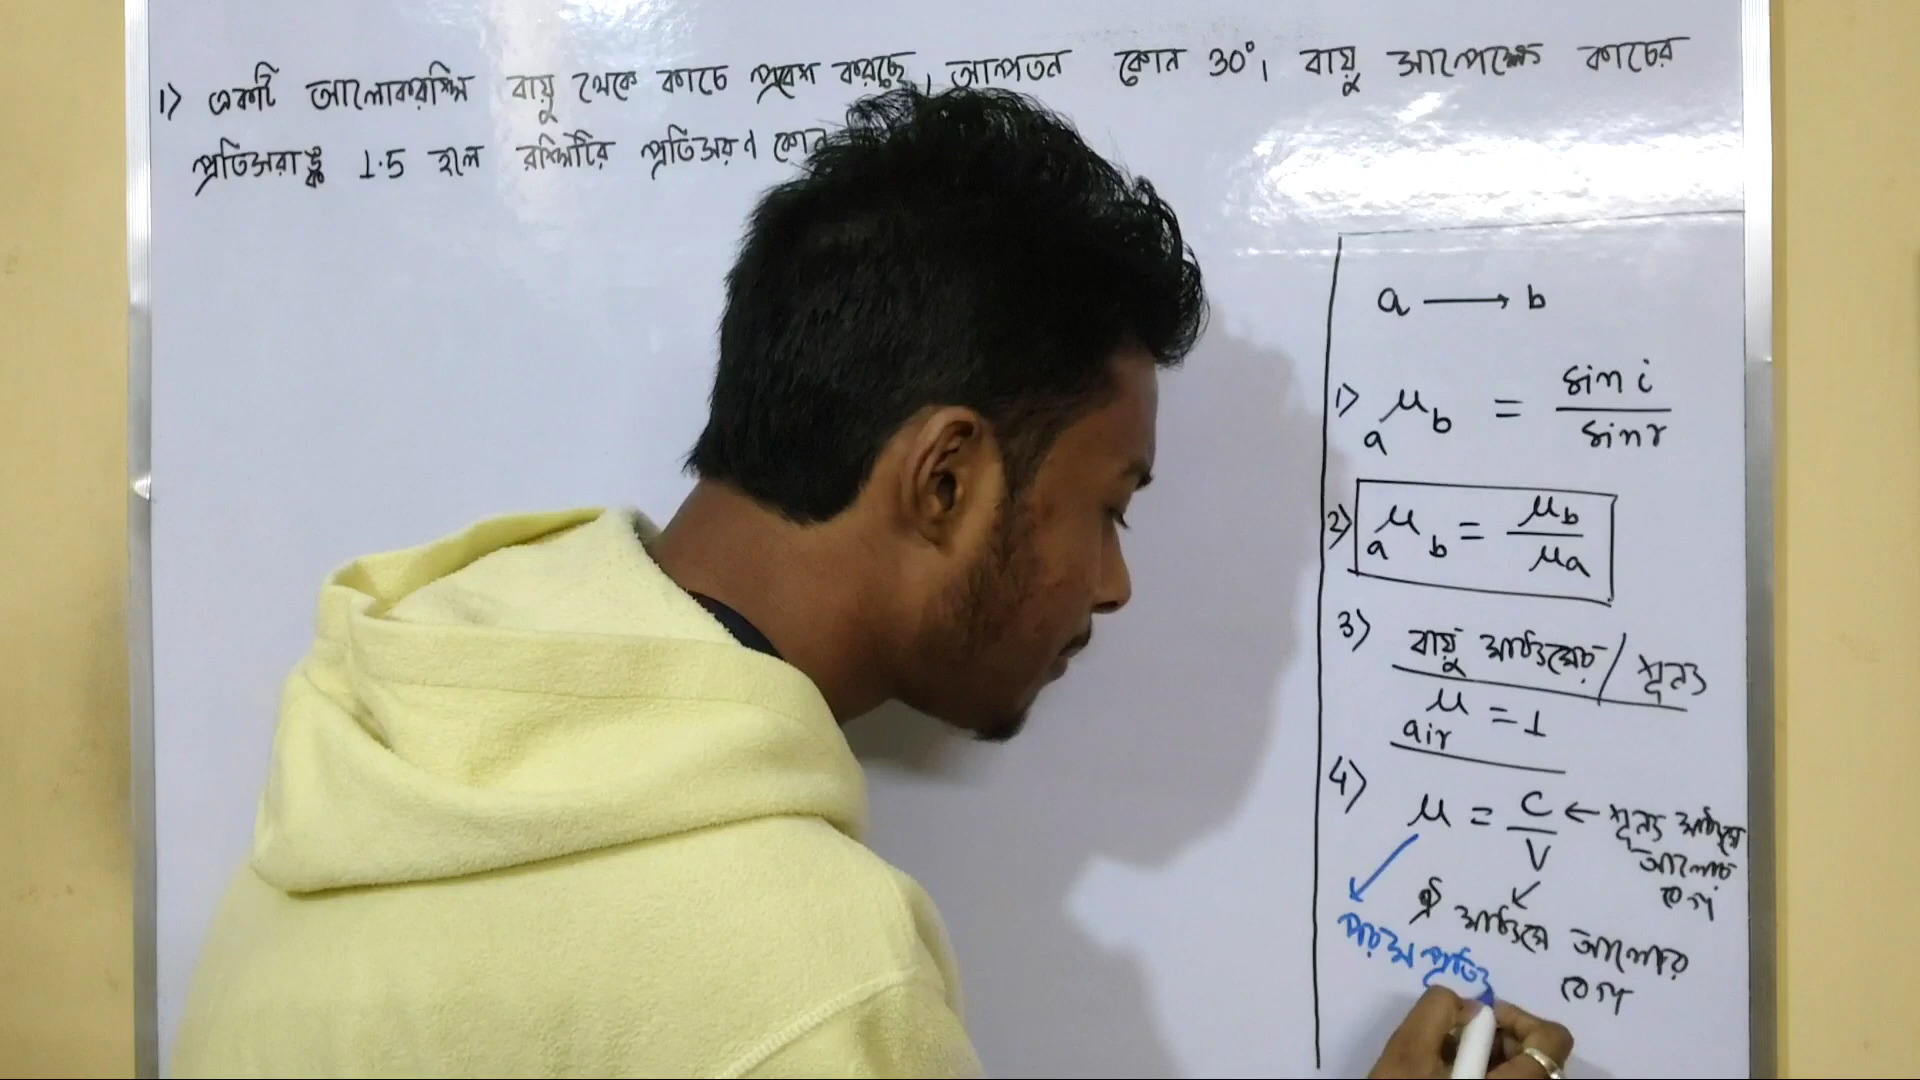 1) একটি আলোকরশ্মি বায়ু থেকে কাচে প্রবেশ করছে, আপতন কোন 30°। বায়ু সাপেক্ষে কাচের
প্রতিসরাঙ্ক 1.5 হলে রশ্মিটির প্রতিসরণ কোন
a → b
1) aμb = sin i / sin r
2) aμb = μb / μa
3) বায়ু মাধ্যমের / শূন্য
μair = 1
4) μ = C / V ← শূন্য মাধ্যমে
আলোর
বেগ
ঐ মাধ্যমে আলোর
বেগ
পরম প্রতি